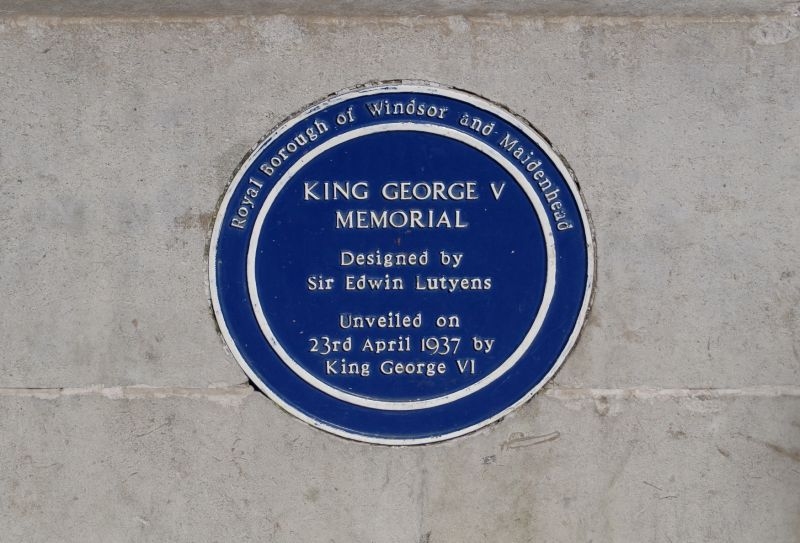 Royal Borough of Windsor and Maidenhead
KING GEORGE V
MEMORIAL
Designed by
Sir Edwin Lutyens
Unveiled on
23rd April 1937 by
King George VI